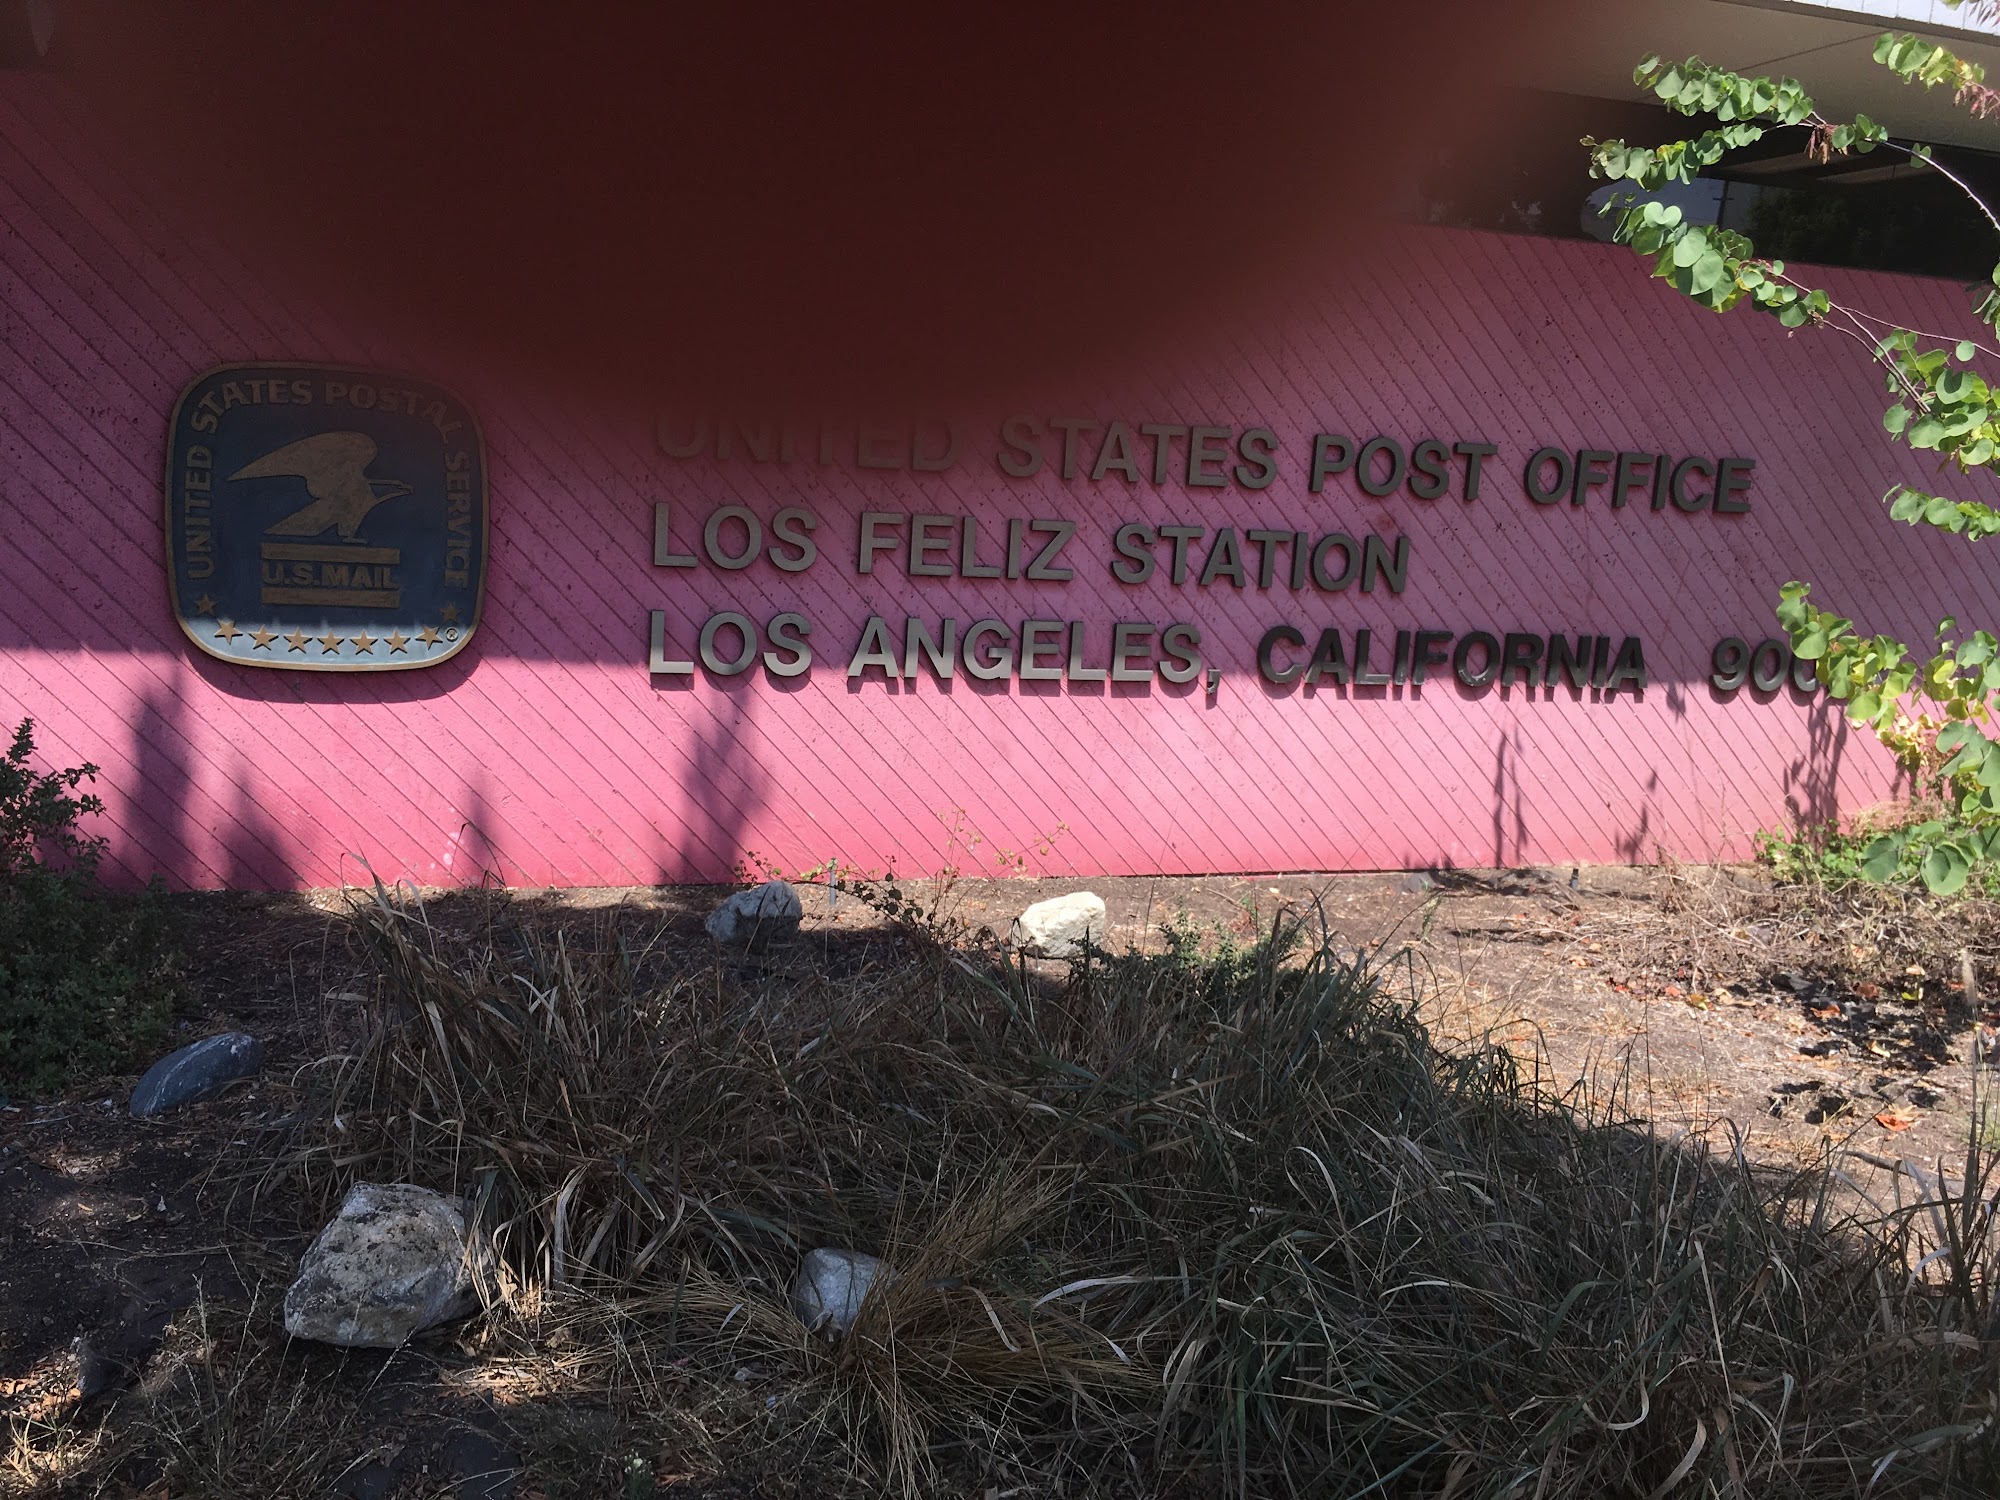 UNITED STATES POSTAL SERVICE
U.S.MAIL
®
UNITED STATES POST OFFICE
LOS FELIZ STATION
LOS ANGELES, CALIFORNIA